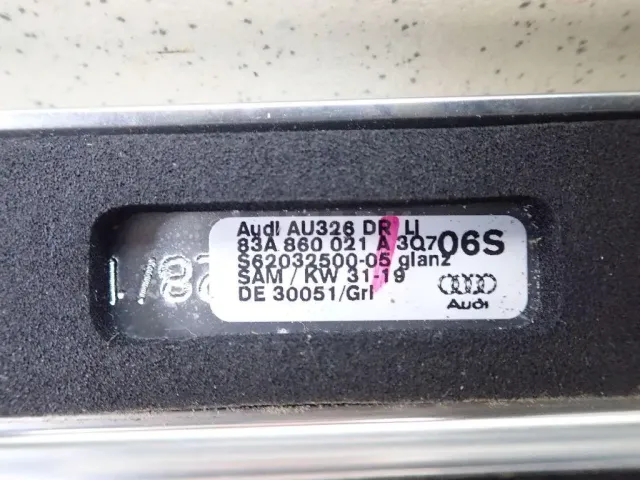 Audi AU326 DR LI
83A 860 021 A 3Q7 06S
S62032500-05 glanz
SAM / KW 31-19
DE 30051/Grl
Audi